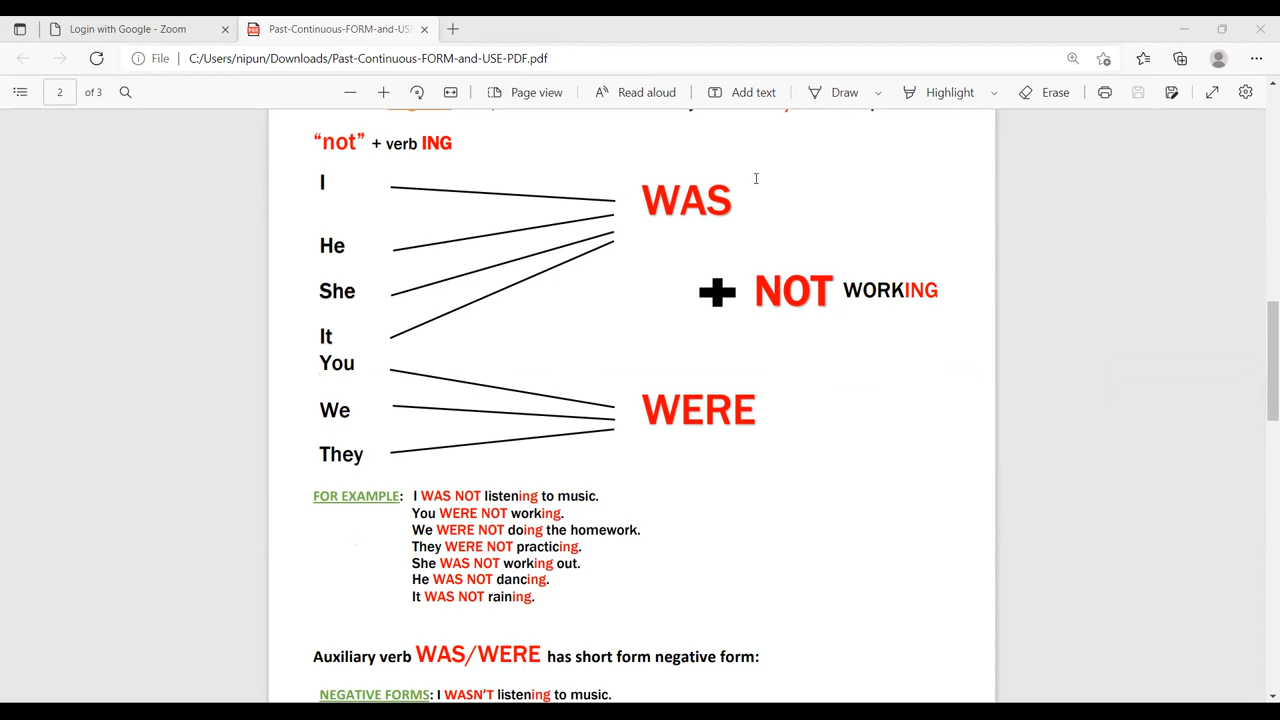 Login with Google - Zoom
Past-Continuous-FORM-and-USE
File
C:/Users/nipun/Downloads/Past-Continuous-FORM-and-USE-PDF.pdf
2 of 3
Page view
Read aloud
Add text
Draw
Highlight
Erase
“not” + verb ING
I
WAS
He
She
+ NOT WORKING
It
You
We
WERE
They
FOR EXAMPLE: I WAS NOT listening to music.
You WERE NOT working.
We WERE NOT doing the homework.
They WERE NOT practicing.
She WAS NOT working out.
He WAS NOT dancing.
It WAS NOT raining.
Auxiliary verb WAS/WERE has short form negative form:
NEGATIVE FORMS: I WASN’T listening to music.